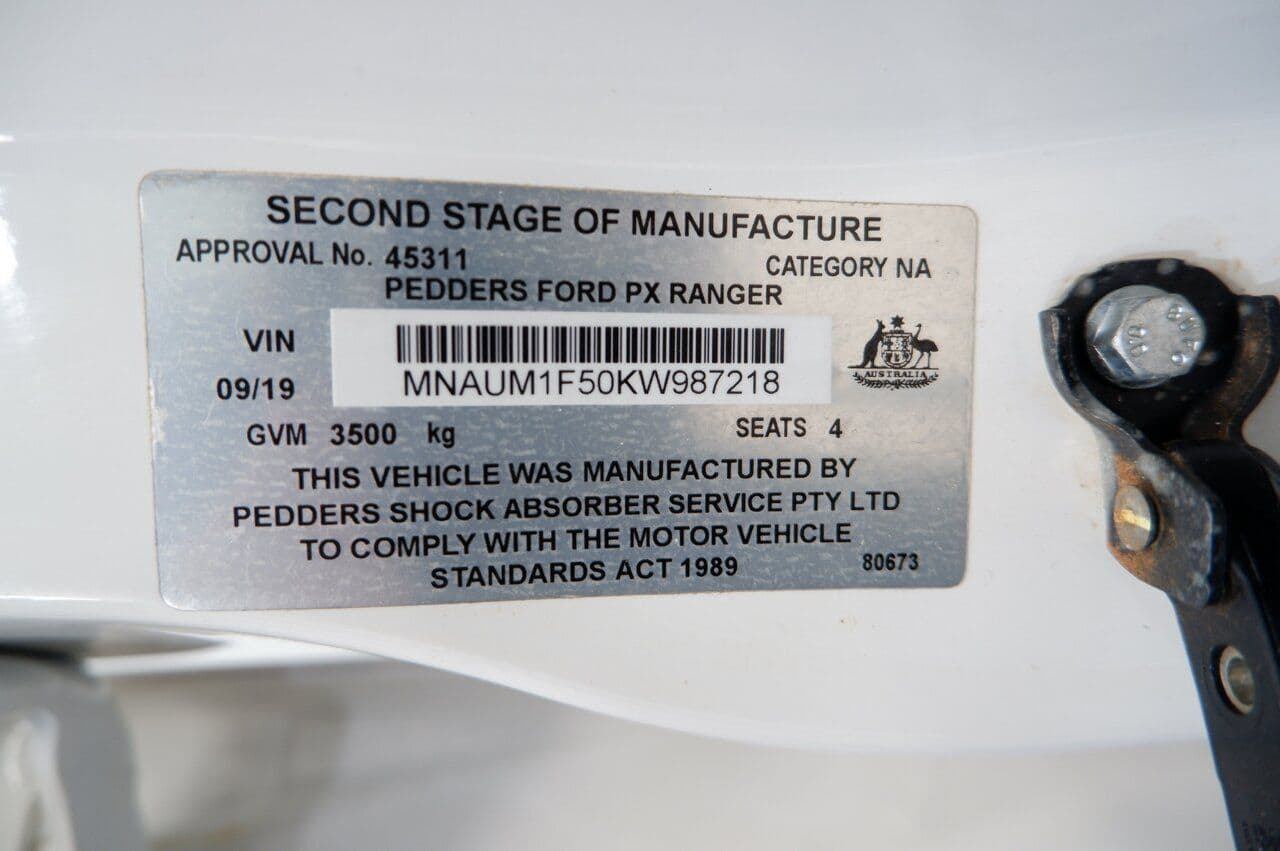 SECOND STAGE OF MANUFACTURE
APPROVAL No. 45311 CATEGORY NA
PEDDERS FORD PX RANGER
VIN
MNAUM1F50KW987218
09/19
AUSTRALIA
GVM 3500 kg SEATS 4
THIS VEHICLE WAS MANUFACTURED BY
PEDDERS SHOCK ABSORBER SERVICE PTY LTD
TO COMPLY WITH THE MOTOR VEHICLE
STANDARDS ACT 1989 80673